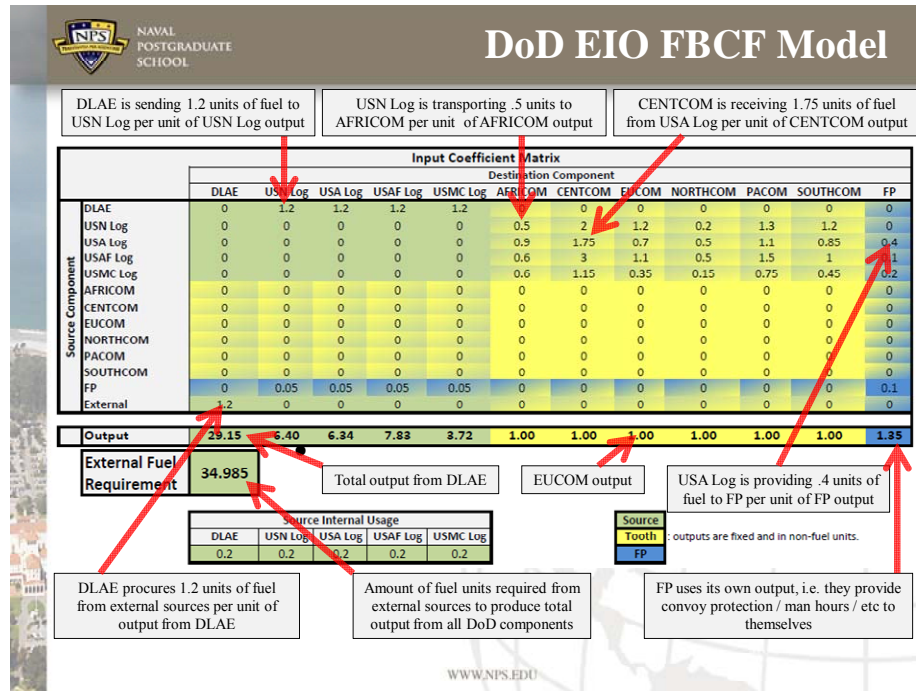 NPS
NAVAL
POSTGRADUATE
SCHOOL
DoD EIO FBCF Model
DLAE is sending 1.2 units of fuel to
USN Log per unit of USN Log output
USN Log is transporting .5 units to
AFRICOM per unit of AFRICOM output
CENTCOM is receiving 1.75 units of fuel
from USA Log per unit of CENTCOM output
Input Coefficient Matrix
Destination Component
DLAE USN Log USA Log USAF Log USMC Log AFRICOM CENTCOM EUCOM NORTHCOM PACOM SOUTHCOM FP
Source Component
DLAE 0 1.2 1.2 1.2 1.2 0 0 0 0 0 0 0
USN Log 0 0 0 0 0 0.5 2 1.2 0.2 1.3 1.2 0
USA Log 0 0 0 0 0 0.9 1.75 0.7 0.5 1.1 0.85 0.4
USAF Log 0 0 0 0 0 0.6 3 1.1 0.5 1.5 1 0.1
USMC Log 0 0 0 0 0 0.6 1.15 0.35 0.15 0.75 0.45 0.2
AFRICOM 0 0 0 0 0 0 0 0 0 0 0 0
CENTCOM 0 0 0 0 0 0 0 0 0 0 0 0
EUCOM 0 0 0 0 0 0 0 0 0 0 0 0
NORTHCOM 0 0 0 0 0 0 0 0 0 0 0 0
PACOM 0 0 0 0 0 0 0 0 0 0 0 0
SOUTHCOM 0 0 0 0 0 0 0 0 0 0 0 0
FP 0 0.05 0.05 0.05 0.05 0 0 0 0 0 0 0.1
External 1.2 0 0 0 0 0 0 0 0 0 0 0
Output 29.15 6.40 6.34 7.83 3.72 1.00 1.00 1.00 1.00 1.00 1.00 1.35
External Fuel
Requirement
34.985
Total output from DLAE
EUCOM output
USA Log is providing .4 units of
fuel to FP per unit of FP output
Source Internal Usage
DLAE USN Log USA Log USAF Log USMC Log
0.2 0.2 0.2 0.2 0.2
Source
Tooth : outputs are fixed and in non-fuel units.
FP
DLAE procures 1.2 units of fuel
from external sources per unit of
output from DLAE
Amount of fuel units required from
external sources to produce total
output from all DoD components
FP uses its own output, i.e. they provide
convoy protection / man hours / etc to
themselves
WWW.NPS.EDU